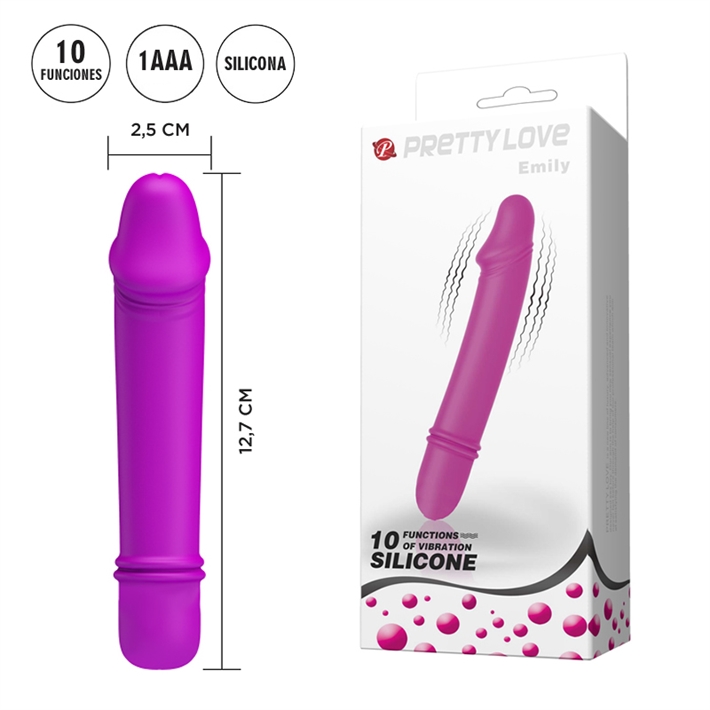 10
FUNCIONES
1AAA
SILICONA
2,5 CM
12,7 CM
P
PRETTY LOVE
Emily
10 FUNCTIONS
OF VIBRATION
SILICONE